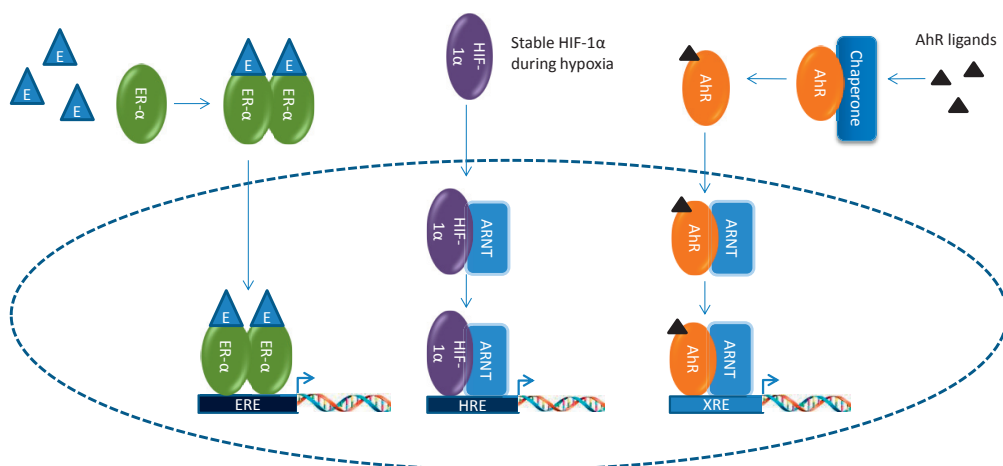 E
E
E
E
E
ER-α
ER-α
ER-α
HIF-
1α
Stable HIF-1α
during hypoxia
AhR
AhR
Chaperone
AhR ligands
HIF-
1α
ARNT
AhR
ARNT
E
E
ER-α
ER-α
ERE
HIF-
1α
ARNT
HRE
AhR
ARNT
XRE